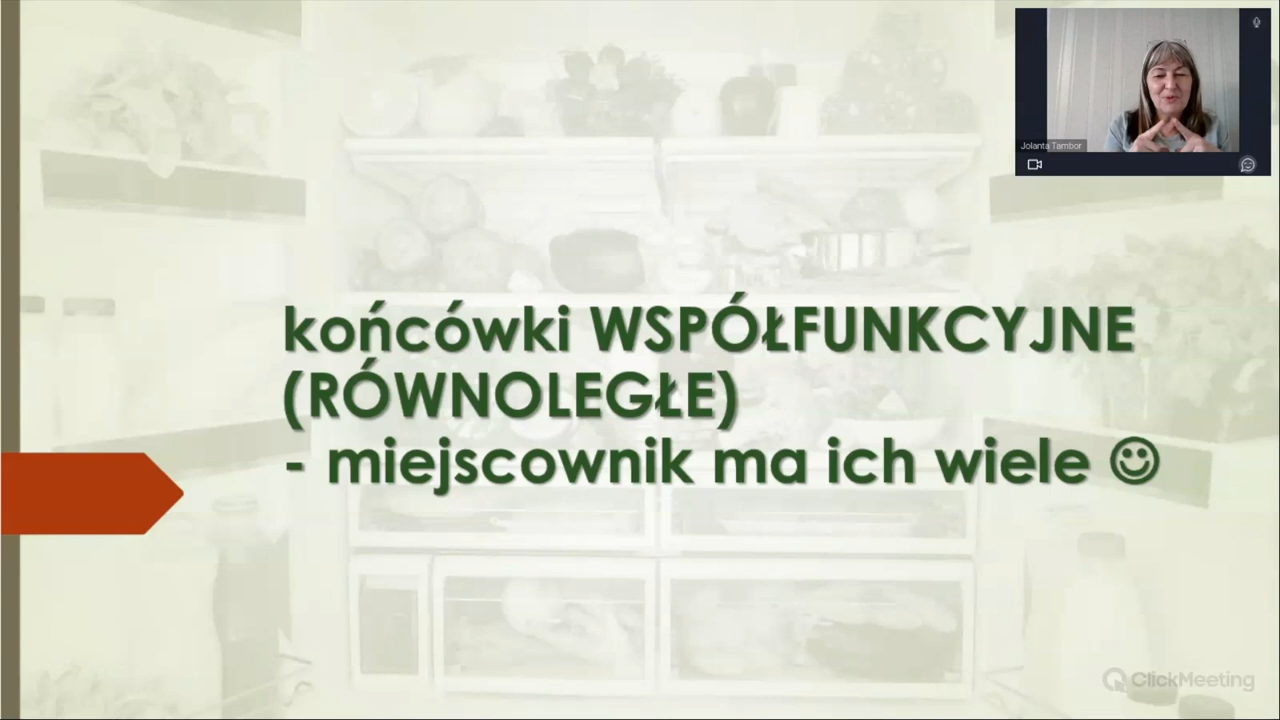 Jolanta Tambor
końcówki WSPÓŁFUNKCYJNE
(RÓWNOLEGŁE)
- miejscownik ma ich wiele ☺
ClickMeeting